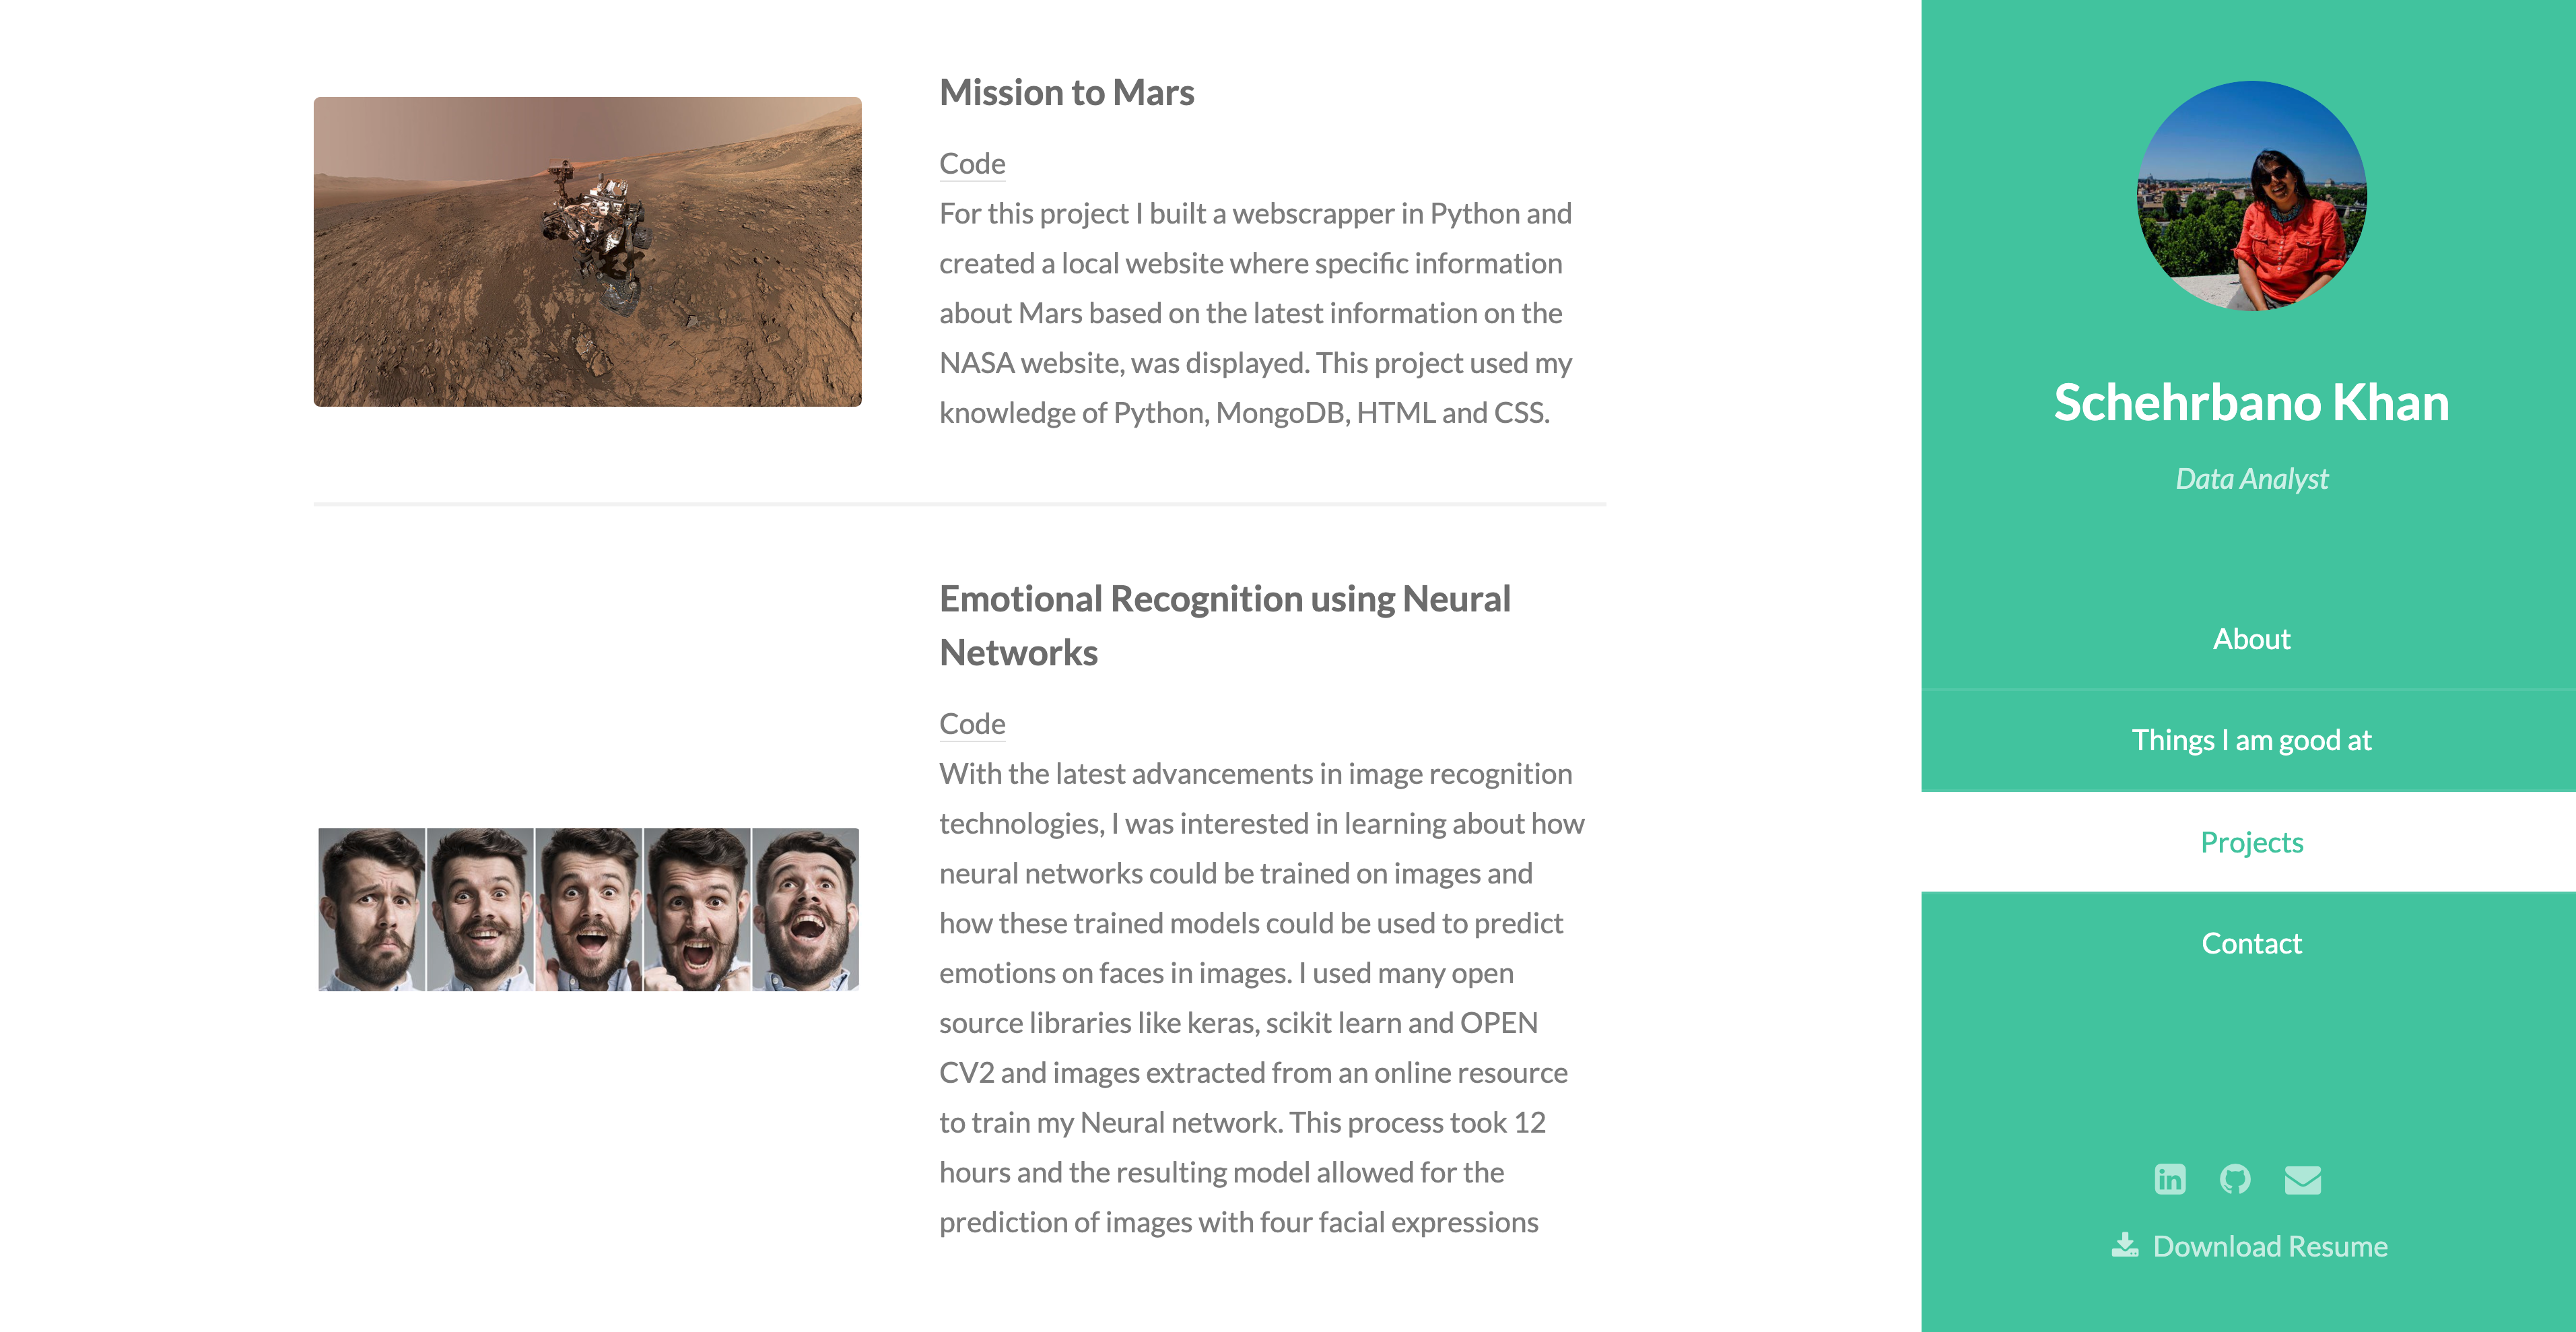 Mission to Mars
Code
For this project I built a webscrapper in Python and
created a local website where specific information
about Mars based on the latest information on the
NASA website, was displayed. This project used my
knowledge of Python, MongoDB, HTML and CSS.
Emotional Recognition using Neural
Networks
Code
With the latest advancements in image recognition
technologies, I was interested in learning about how
neural networks could be trained on images and
how these trained models could be used to predict
emotions on faces in images. I used many open
source libraries like keras, scikit learn and OPEN
CV2 and images extracted from an online resource
to train my Neural network. This process took 12
hours and the resulting model allowed for the
prediction of images with four facial expressions
Schehrbano Khan
Data Analyst
About
Things I am good at
Projects
Contact
in
Download Resume